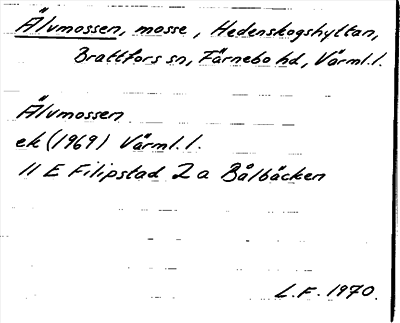 Älvmossen, mosse, Hedenskogshyttan,
Brattfors sn, Färnebo hd, Värml. l.
Älvmossen
ek (1969) Värml. l.
11 E Filipstad 2 a Bålbäcken
L.F. 1970.